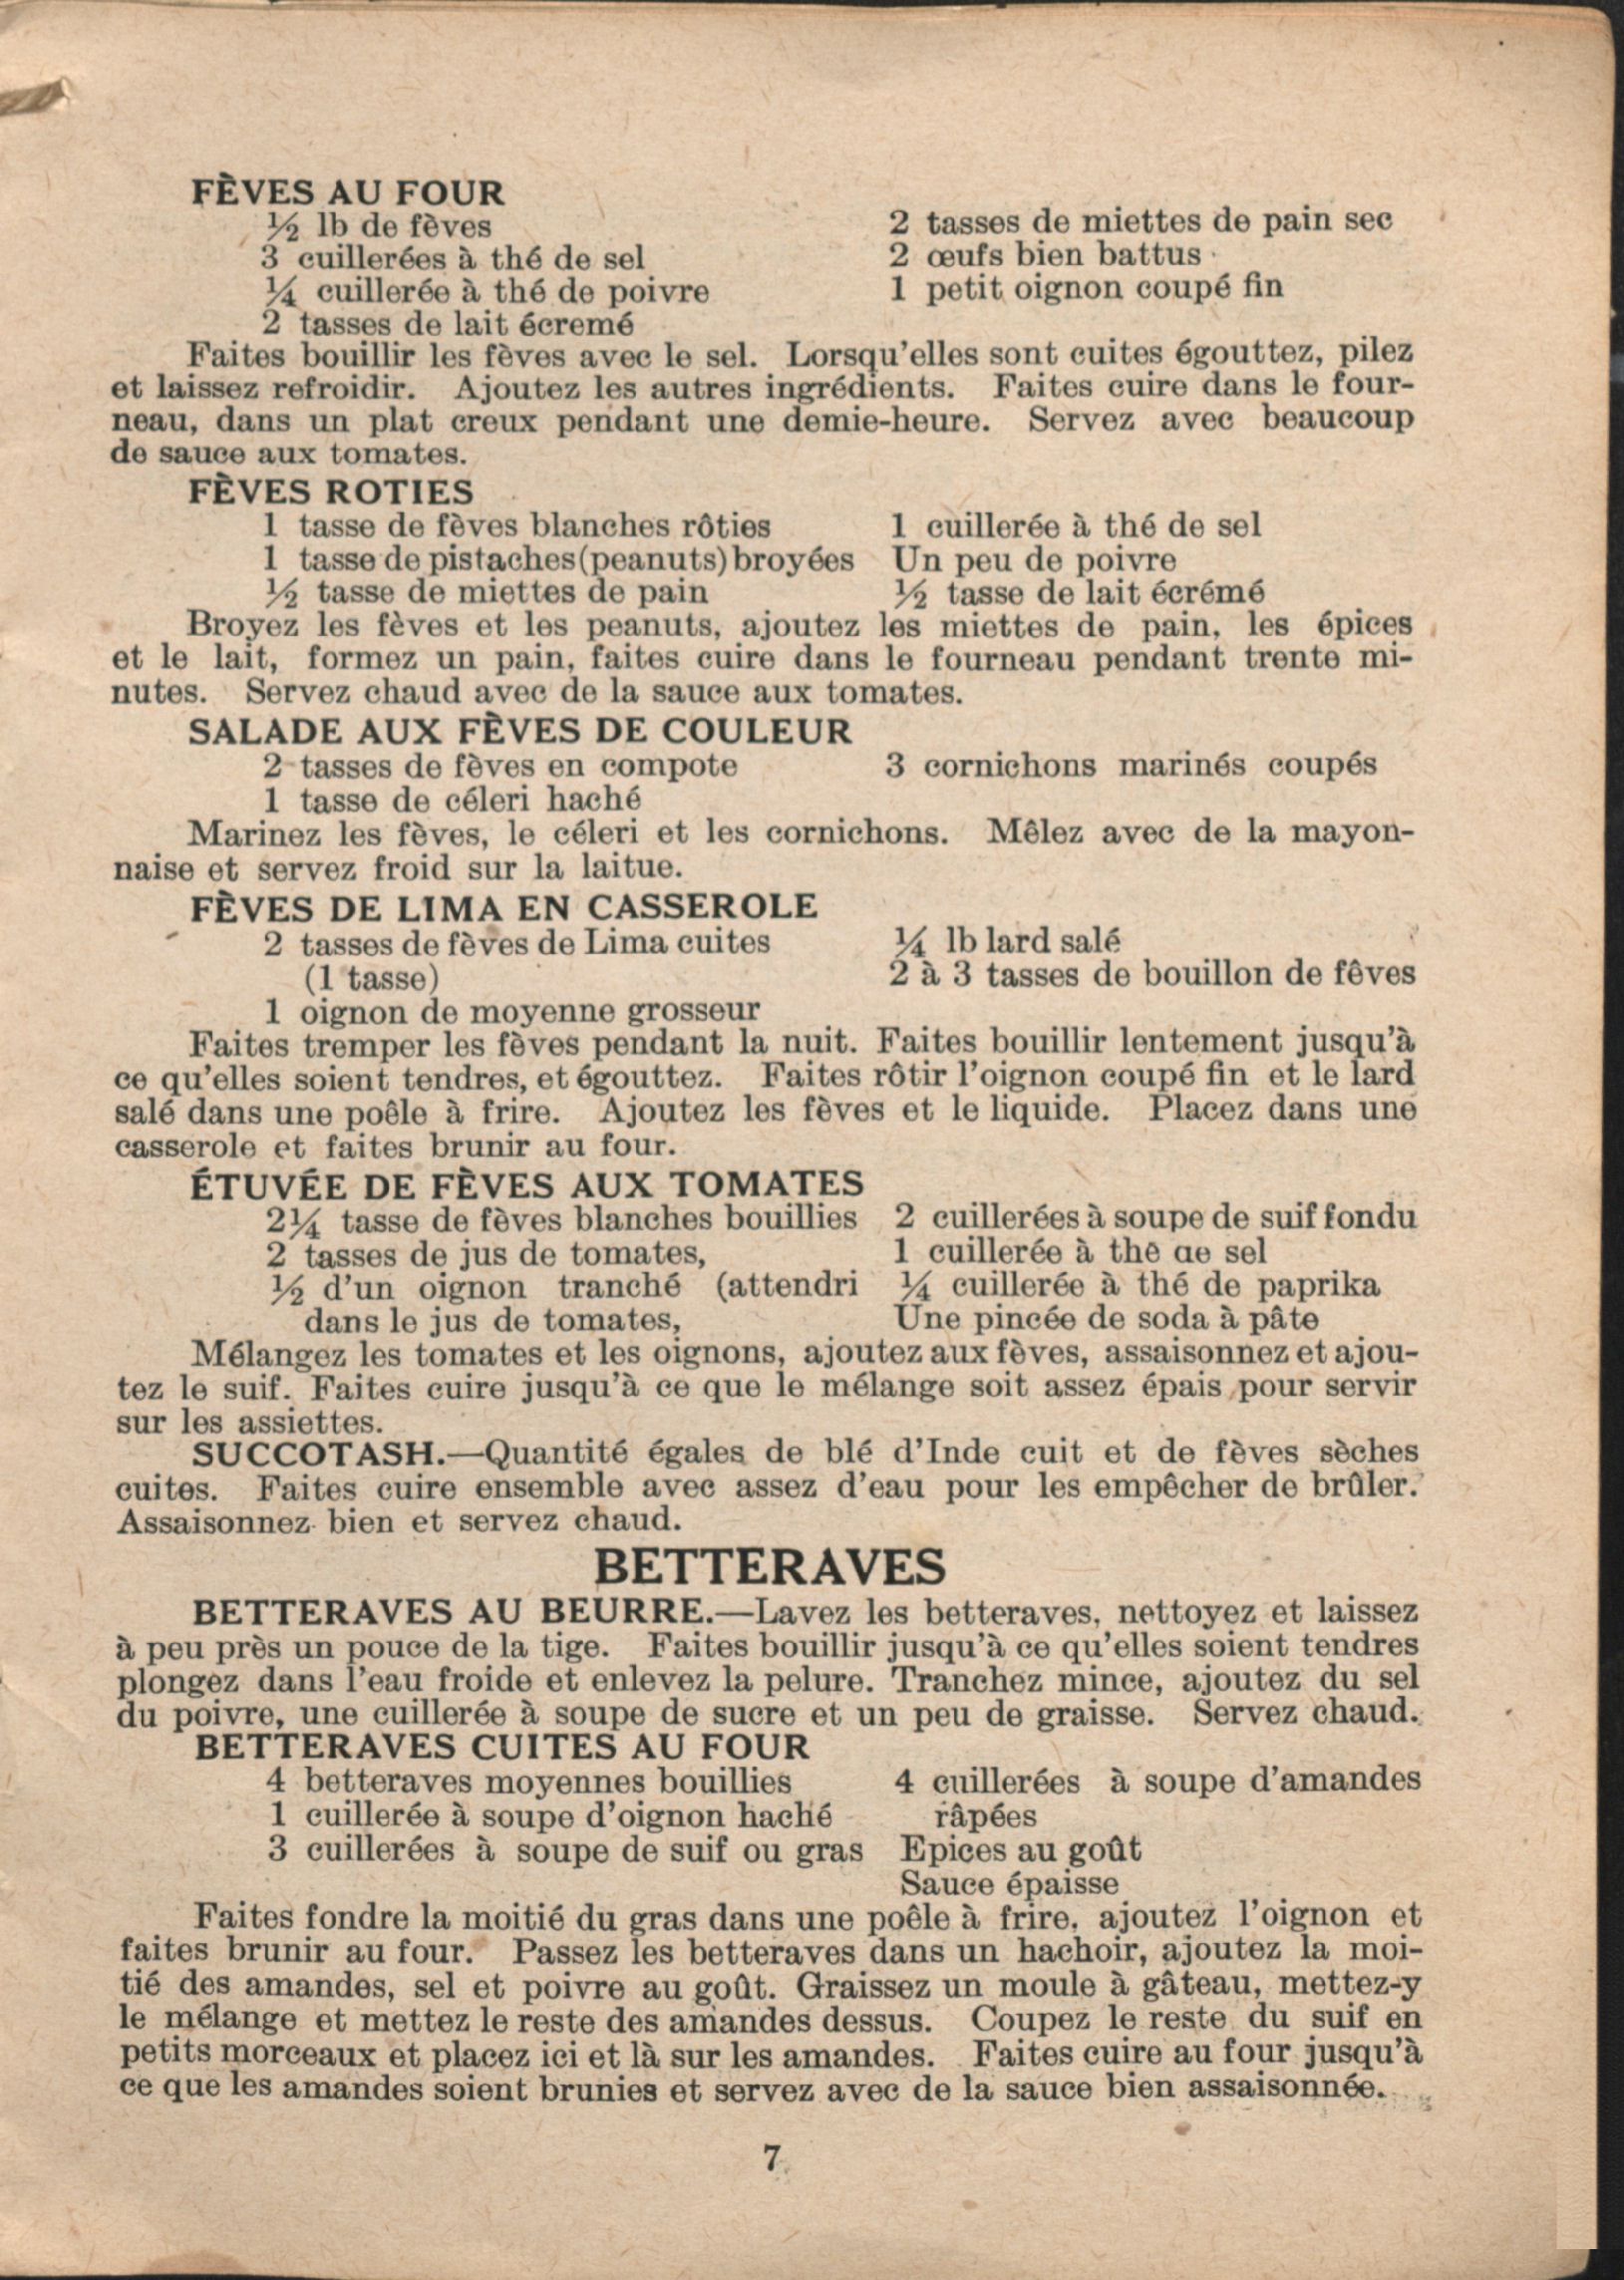 FÈVES AU FOUR
½ lb de fèves
3 cuillerées à thé de sel
¼ cuillerée à thé de poivre
2 tasses de lait écremé
2 tasses de miettes de pain sec
2 œufs bien battus
1 petit oignon coupé fin
Faites bouillir les fèves avec le sel. Lorsqu'elles sont cuites égouttez, pilez
et laissez refroidir. Ajoutez les autres ingrédients. Faites cuire dans le four-
neau, dans un plat creux pendant une demie-heure. Servez avec beaucoup
de sauce aux tomates.
FÈVES ROTIES
1 tasse de fèves blanches rôties
1 tasse de pistaches (peanuts) broyées
½ tasse de miettes de pain
1 cuillerée à thé de sel
Un peu de poivre
½ tasse de lait écrémé
Broyez les fèves et les peanuts, ajoutez les miettes de pain, les épices
et le lait, formez un pain, faites cuire dans le fourneau pendant trente mi-
nutes. Servez chaud avec de la sauce aux tomates.
SALADE AUX FÈVES DE COULEUR
2 tasses de fèves en compote
1 tasse de céleri haché
3 cornichons marinés coupés
Marinez les fèves, le céleri et les cornichons. Mêlez avec de la mayon-
naise et servez froid sur la laitue.
FÈVES DE LIMA EN CASSEROLE
2 tasses de fèves de Lima cuites
(1 tasse)
1 oignon de moyenne grosseur
¼ lb lard salé
2 à 3 tasses de bouillon de fêves
Faites tremper les fèves pendant la nuit. Faites bouillir lentement jusqu'à
ce qu'elles soient tendres, et égouttez. Faites rôtir l'oignon coupé fin et le lard
salé dans une poêle à frire. Ajoutez les fèves et le liquide. Placez dans une
casserole et faites brunir au four.
ÉTUVÉE DE FÈVES AUX TOMATES
2¼ tasse de fèves blanches bouillies
2 tasses de jus de tomates,
½ d'un oignon tranché (attendri
dans le jus de tomates,
2 cuillerées à soupe de suif fondu
1 cuillerée à thé de sel
¼ cuillerée à thé de paprika
Une pincée de soda à pâte
Mélangez les tomates et les oignons, ajoutez aux fèves, assaisonnez et ajou-
tez le suif. Faites cuire jusqu'à ce que le mélange soit assez épais pour servir
sur les assiettes.
SUCCOTASH.—Quantité égales de blé d'Inde cuit et de fèves sèches
cuites. Faites cuire ensemble avec assez d'eau pour les empêcher de brûler.
Assaisonnez bien et servez chaud.
BETTERAVES
BETTERAVES AU BEURRE.—Lavez les betteraves, nettoyez et laissez
à peu près un pouce de la tige. Faites bouillir jusqu'à ce qu'elles soient tendres
plongez dans l'eau froide et enlevez la pelure. Tranchez mince, ajoutez du sel
du poivre, une cuillerée à soupe de sucre et un peu de graisse. Servez chaud.
BETTERAVES CUITES AU FOUR
4 betteraves moyennes bouillies
1 cuillerée à soupe d'oignon haché
3 cuillerées à soupe de suif ou gras
4 cuillerées à soupe d'amandes
râpées
Epices au goût
Sauce épaisse
Faites fondre la moitié du gras dans une poêle à frire, ajoutez l'oignon et
faites brunir au four. Passez les betteraves dans un hachoir, ajoutez la moi-
tié des amandes, sel et poivre au goût. Graissez un moule à gâteau, mettez-y
le mélange et mettez le reste des amandes dessus. Coupez le reste du suif en
petits morceaux et placez ici et là sur les amandes. Faites cuire au four jusqu'à
ce que les amandes soient brunies et servez avec de la sauce bien assaisonnée.
7